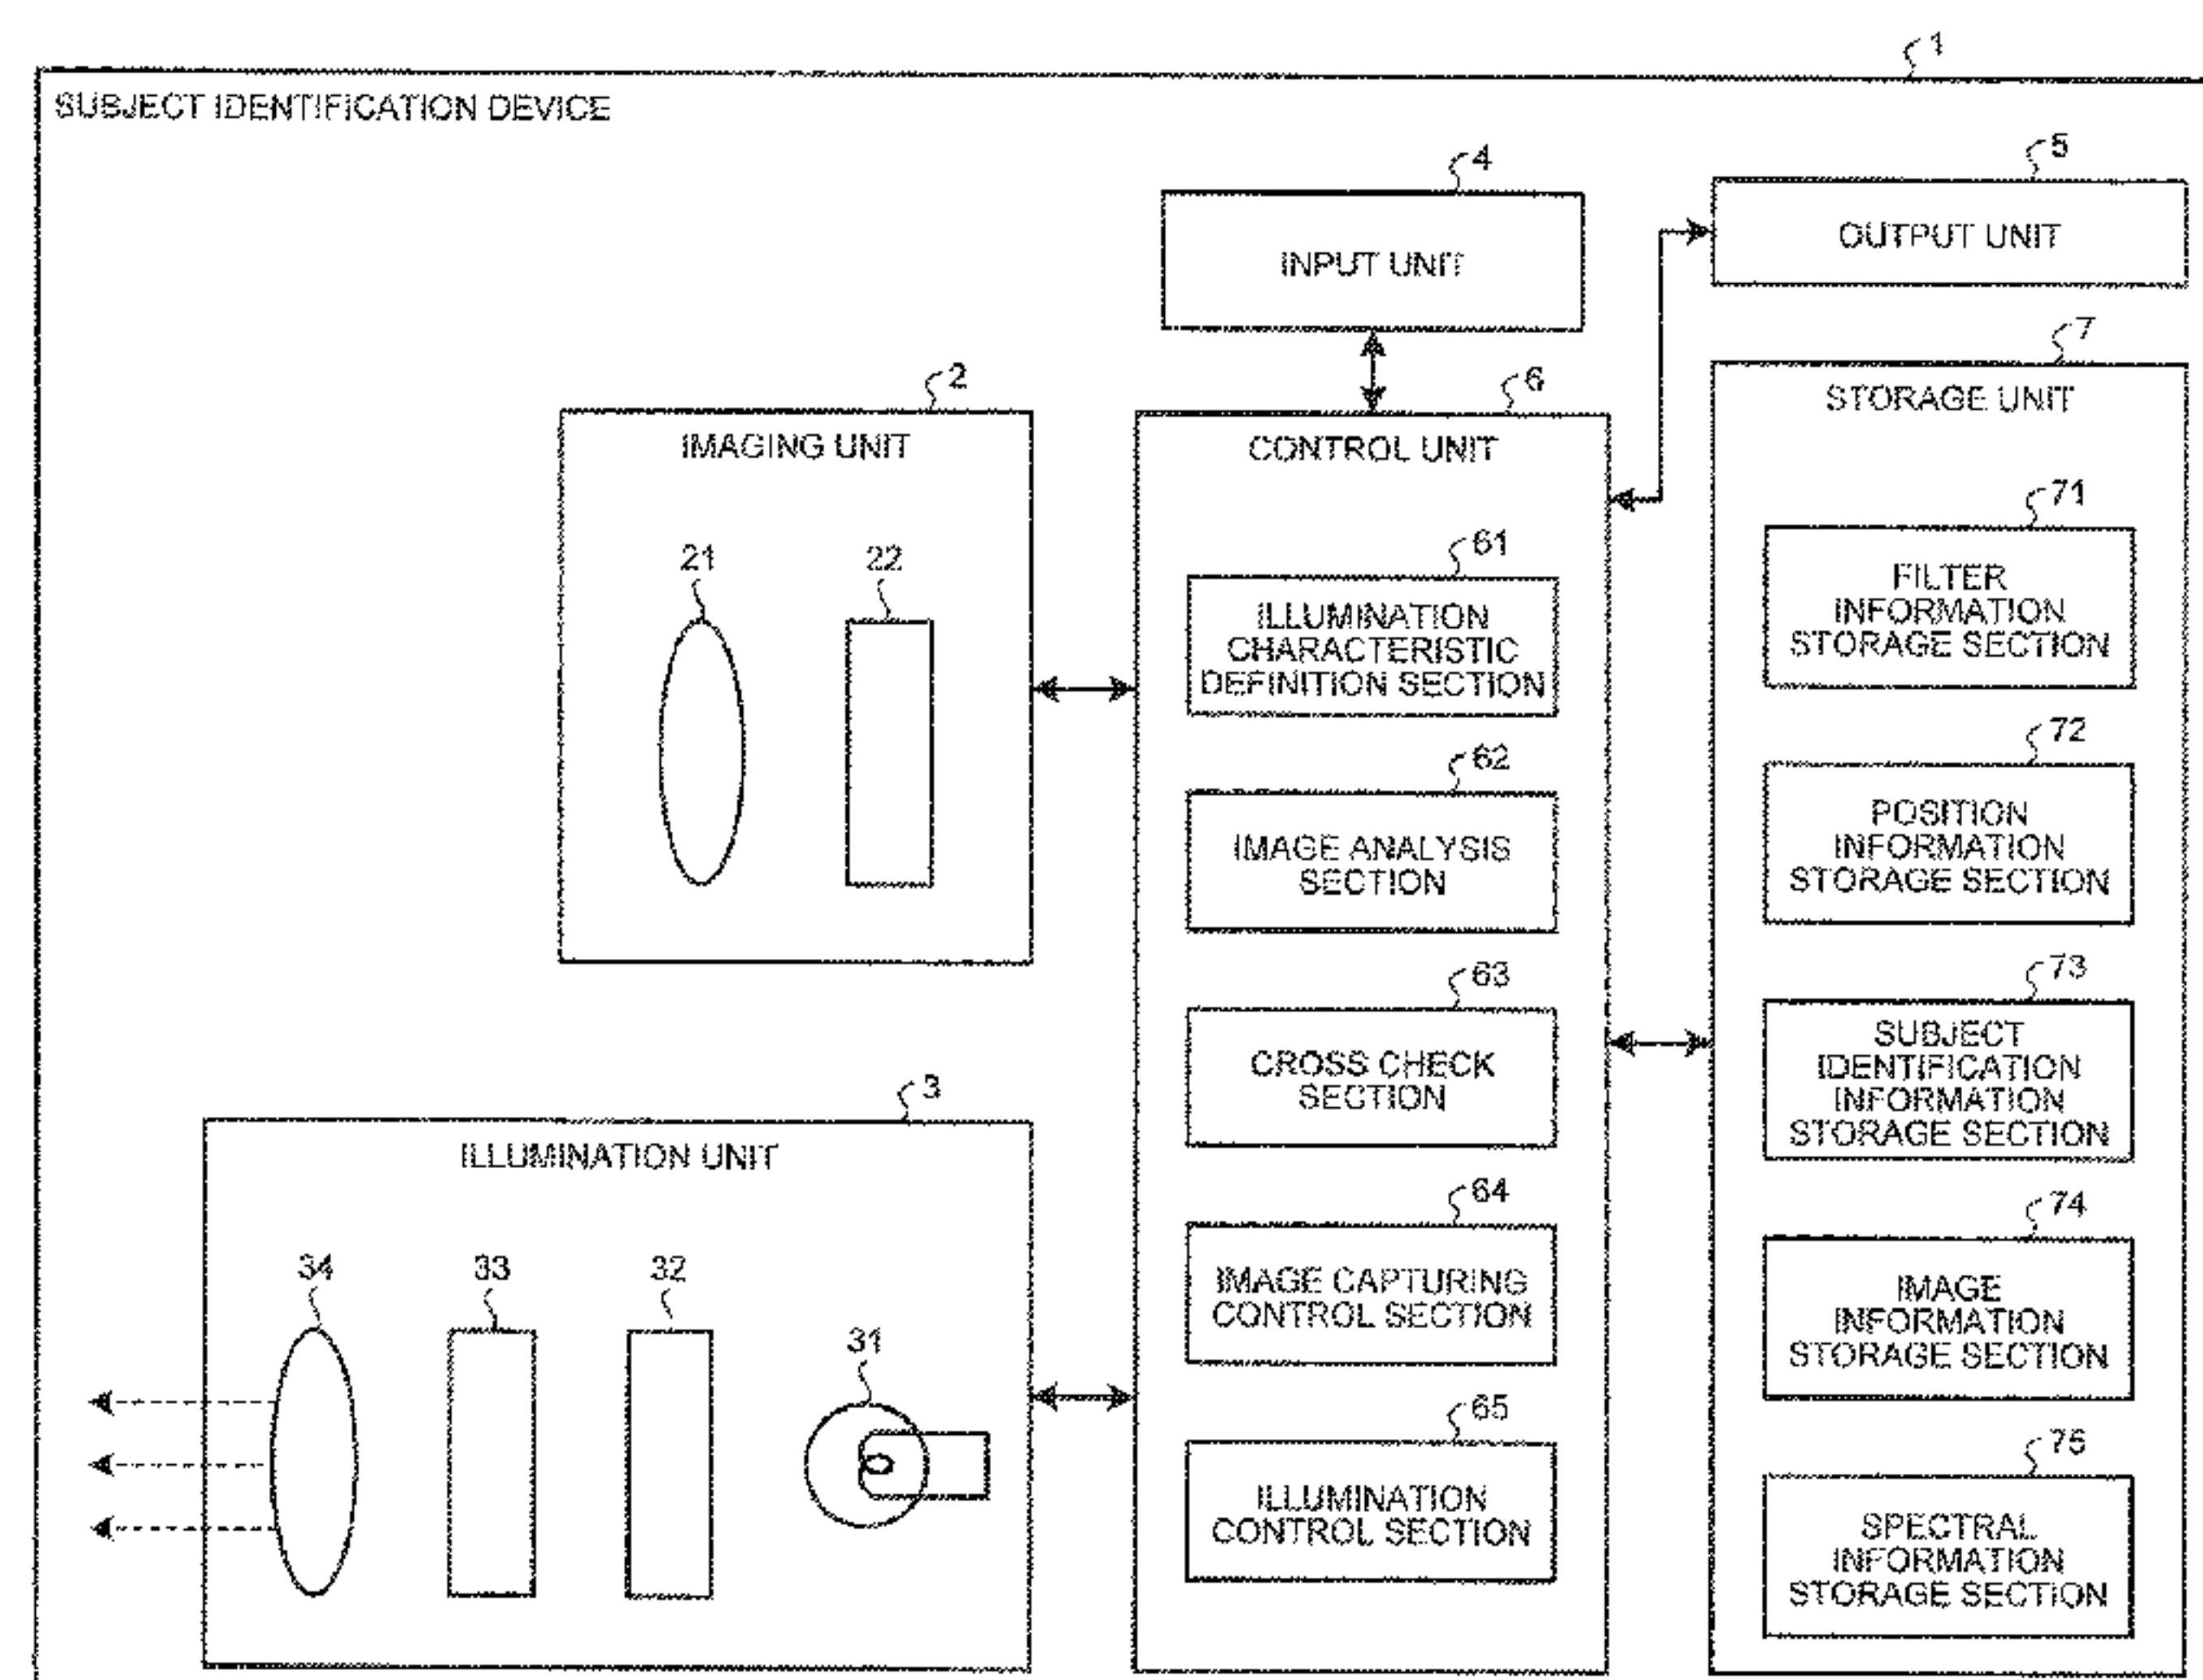 1
SUBJECT IDENTIFICATION DEVICE
4
INPUT UNIT
5
OUTPUT UNIT
2
IMAGING UNIT
21
22
3
ILLUMINATION UNIT
34
33
32
31
6
CONTROL UNIT
61
ILLUMINATION
CHARACTERISTIC
DEFINITION SECTION
62
IMAGE ANALYSIS
SECTION
63
CROSS CHECK
SECTION
64
IMAGE CAPTURING
CONTROL SECTION
65
ILLUMINATION
CONTROL SECTION
7
STORAGE UNIT
71
FILTER
INFORMATION
STORAGE SECTION
72
POSITION
INFORMATION
STORAGE SECTION
73
SUBJECT
IDENTIFICATION
INFORMATION
STORAGE SECTION
74
IMAGE
INFORMATION
STORAGE SECTION
75
SPECTRAL
INFORMATION
STORAGE SECTION